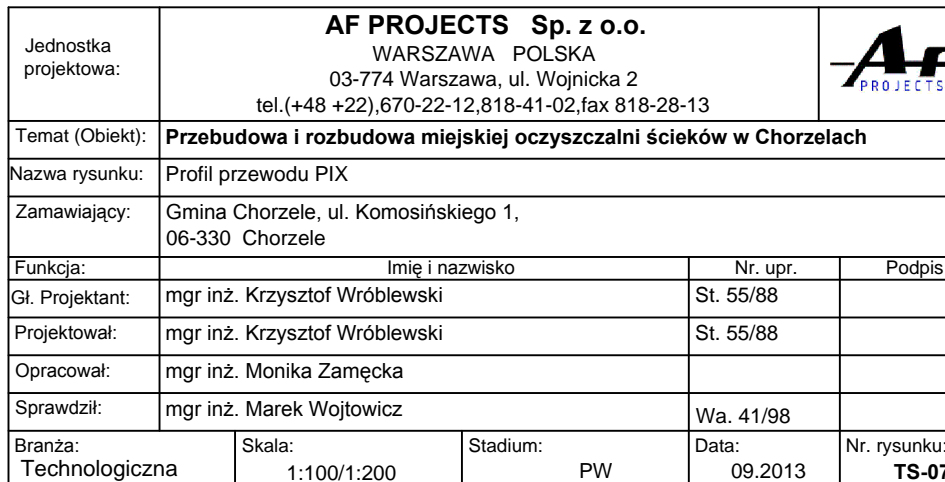 Jednostka projektowa:
AF PROJECTS Sp. z o.o.
WARSZAWA POLSKA
03-774 Warszawa, ul. Wojnicka 2
tel.(+48 +22),670-22-12,818-41-02,fax 818-28-13
PROJECTS
Temat (Obiekt): Przebudowa i rozbudowa miejskiej oczyszczalni ścieków w Chorzelach
Nazwa rysunku: Profil przewodu PIX
Zamawiający: Gmina Chorzele, ul. Komosińskiego 1,
06-330 Chorzele
Funkcja: Imię i nazwisko Nr. upr. Podpis
Gł. Projektant: mgr inż. Krzysztof Wróblewski St. 55/88
Projektował: mgr inż. Krzysztof Wróblewski St. 55/88
Opracował: mgr inż. Monika Zamęcka
Sprawdził: mgr inż. Marek Wojtowicz Wa. 41/98
Branża: Skala: Stadium: Data: Nr. rysunku:
Technologiczna 1:100/1:200 PW 09.2013 TS-07